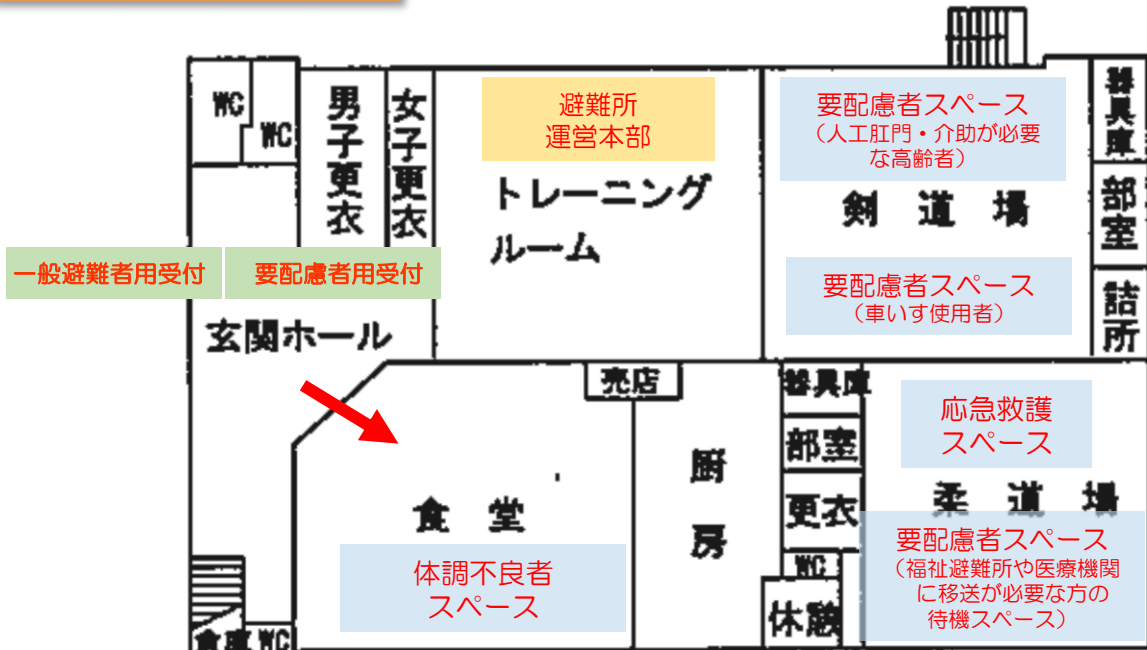 WC
WC
男子更衣
女子更衣
避難所
運営本部
トレーニング
ルーム
要配慮者スペース
（人工肛門・介助が必要
な高齢者）
剣道場
要配慮者スペース
（車いす使用者）
器具庫
部室
詰所
一般避難者用受付
要配慮者用受付
玄関ホール
売店
食堂
体調不良者
スペース
厨房
器具庫
部室
更衣
WC
応急救護
スペース
柔道場
要配慮者スペース
（福祉避難所や医療機関
に移送が必要な方の
待機スペース）
WC